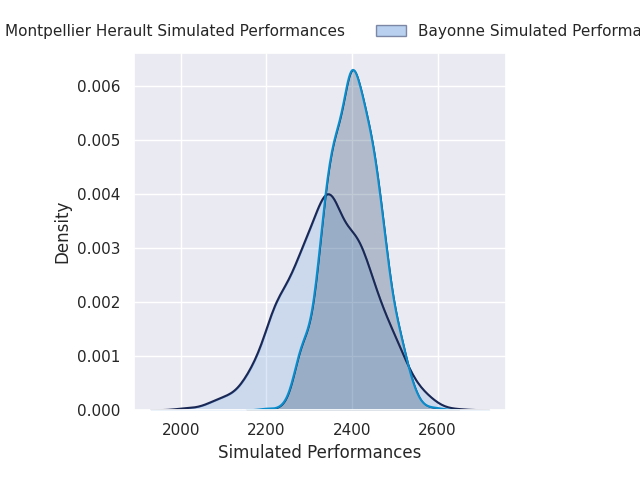 Montpellier Herault Simulated Performances Bayonne Simulated Performa
0.006
0.005
0.004
0.003
0.002
0.001
0.000
Density
2000 2200 2400 2600
Simulated Performances